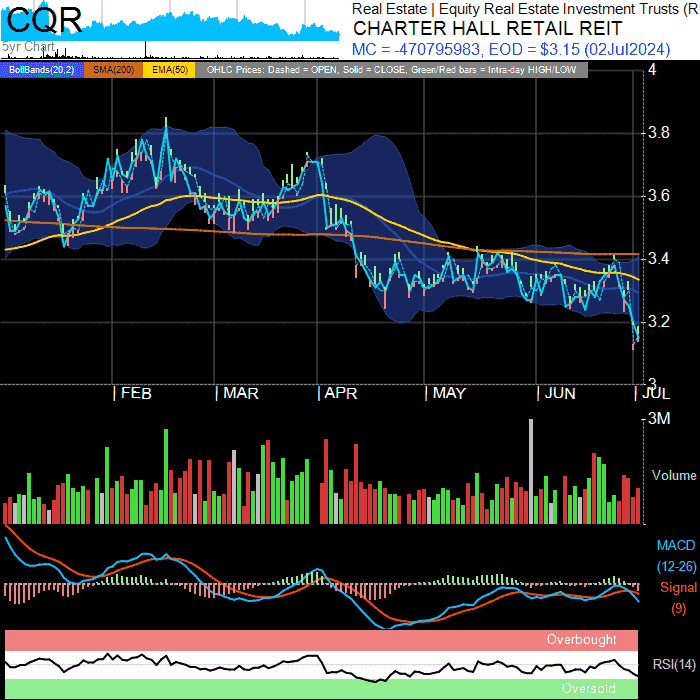 CQR
5yr Chart
Real Estate | Equity Real Estate Investment Trusts (R
CHARTER HALL RETAIL REIT
MC = -470795983, EOD = $3.15 (02Jul2024)
BollBands(20,2) SMA(200) EMA(50) OHLC Prices: Dashed = OPEN, Solid = CLOSE, Green/Red bars = Intra-day HIGH/LOW
4
3.8
3.6
3.4
3.2
3
FEB MAR APR MAY JUN JUL
3M
Volume
MACD
(12-26)
Signal
(9)
Overbought
RSI(14)
Oversold